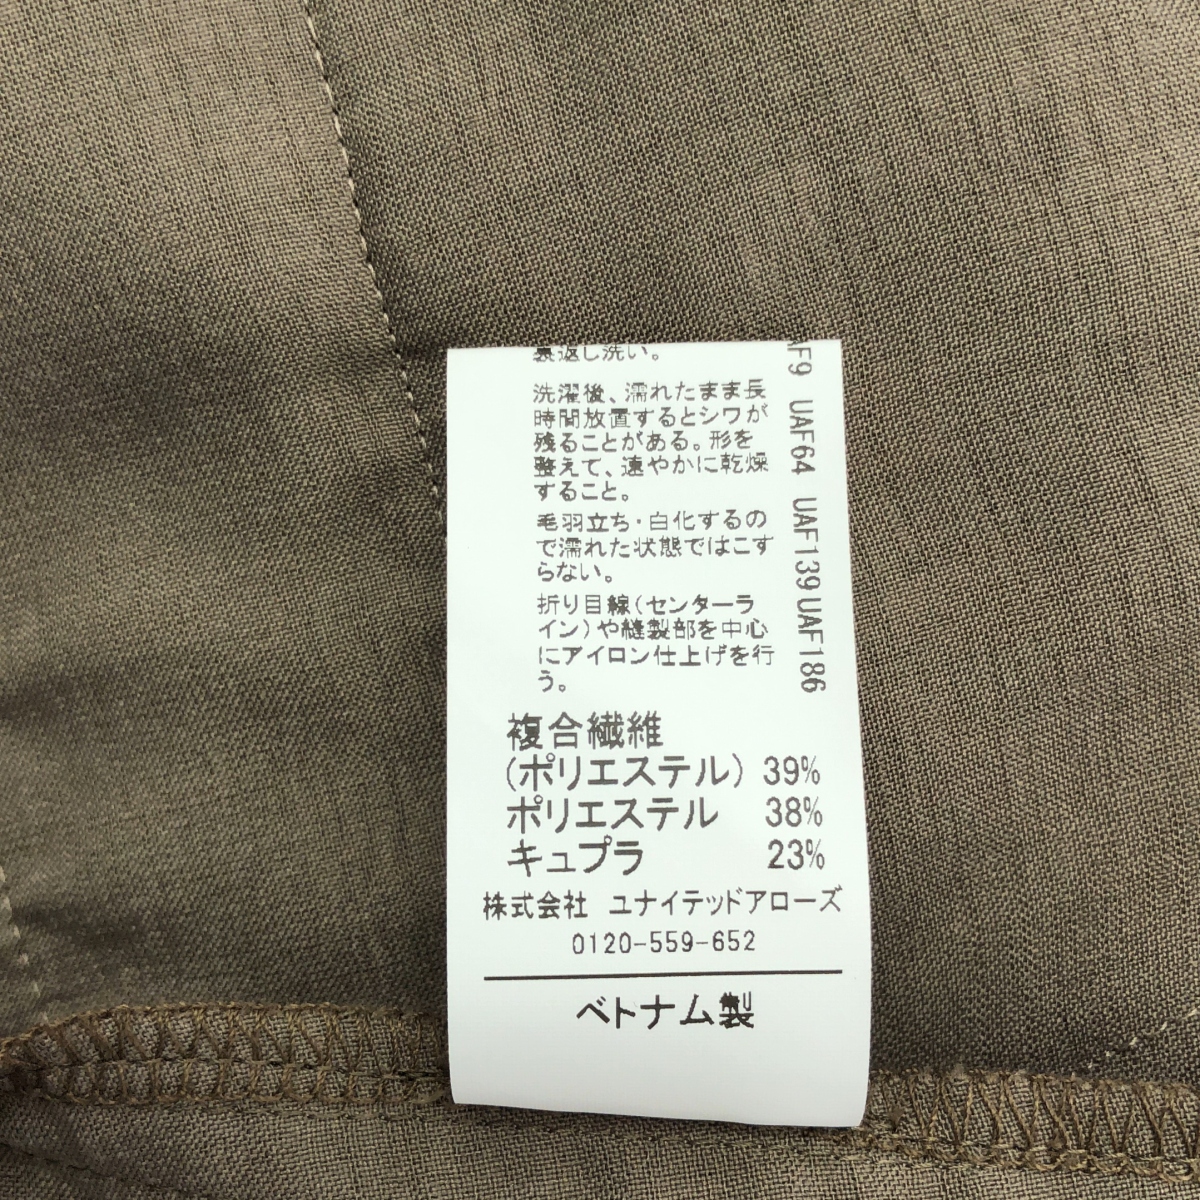 裏返し洗い。
洗濯後、濡れたまま長
時間放置するとシワが
残ることがある。形を
整えて、速やかに乾燥
すること。
毛羽立ち・白化するの
で濡れた状態ではこす
らない。
折り目線(センターラ
イン)や縫製部を中心
にアイロン仕上げを行
う。
UAF64 UAF139 UAF186
複合繊維
(ポリエステル) 39%
ポリエステル 38%
キュプラ 23%
株式会社 ユナイテッドアローズ
0120-559-652
ベトナム製